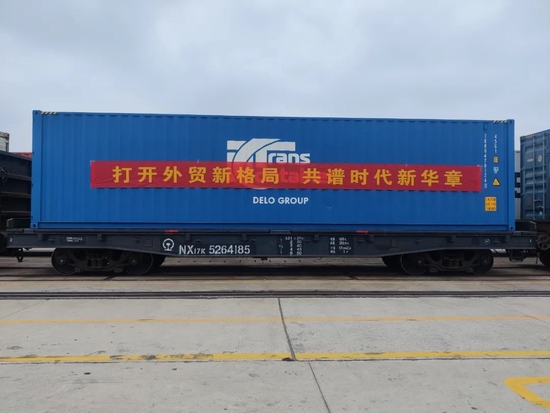 Trans
打开外贸新格局 共谱时代新华章
DELO GROUP
NX17K 5264185
45G1